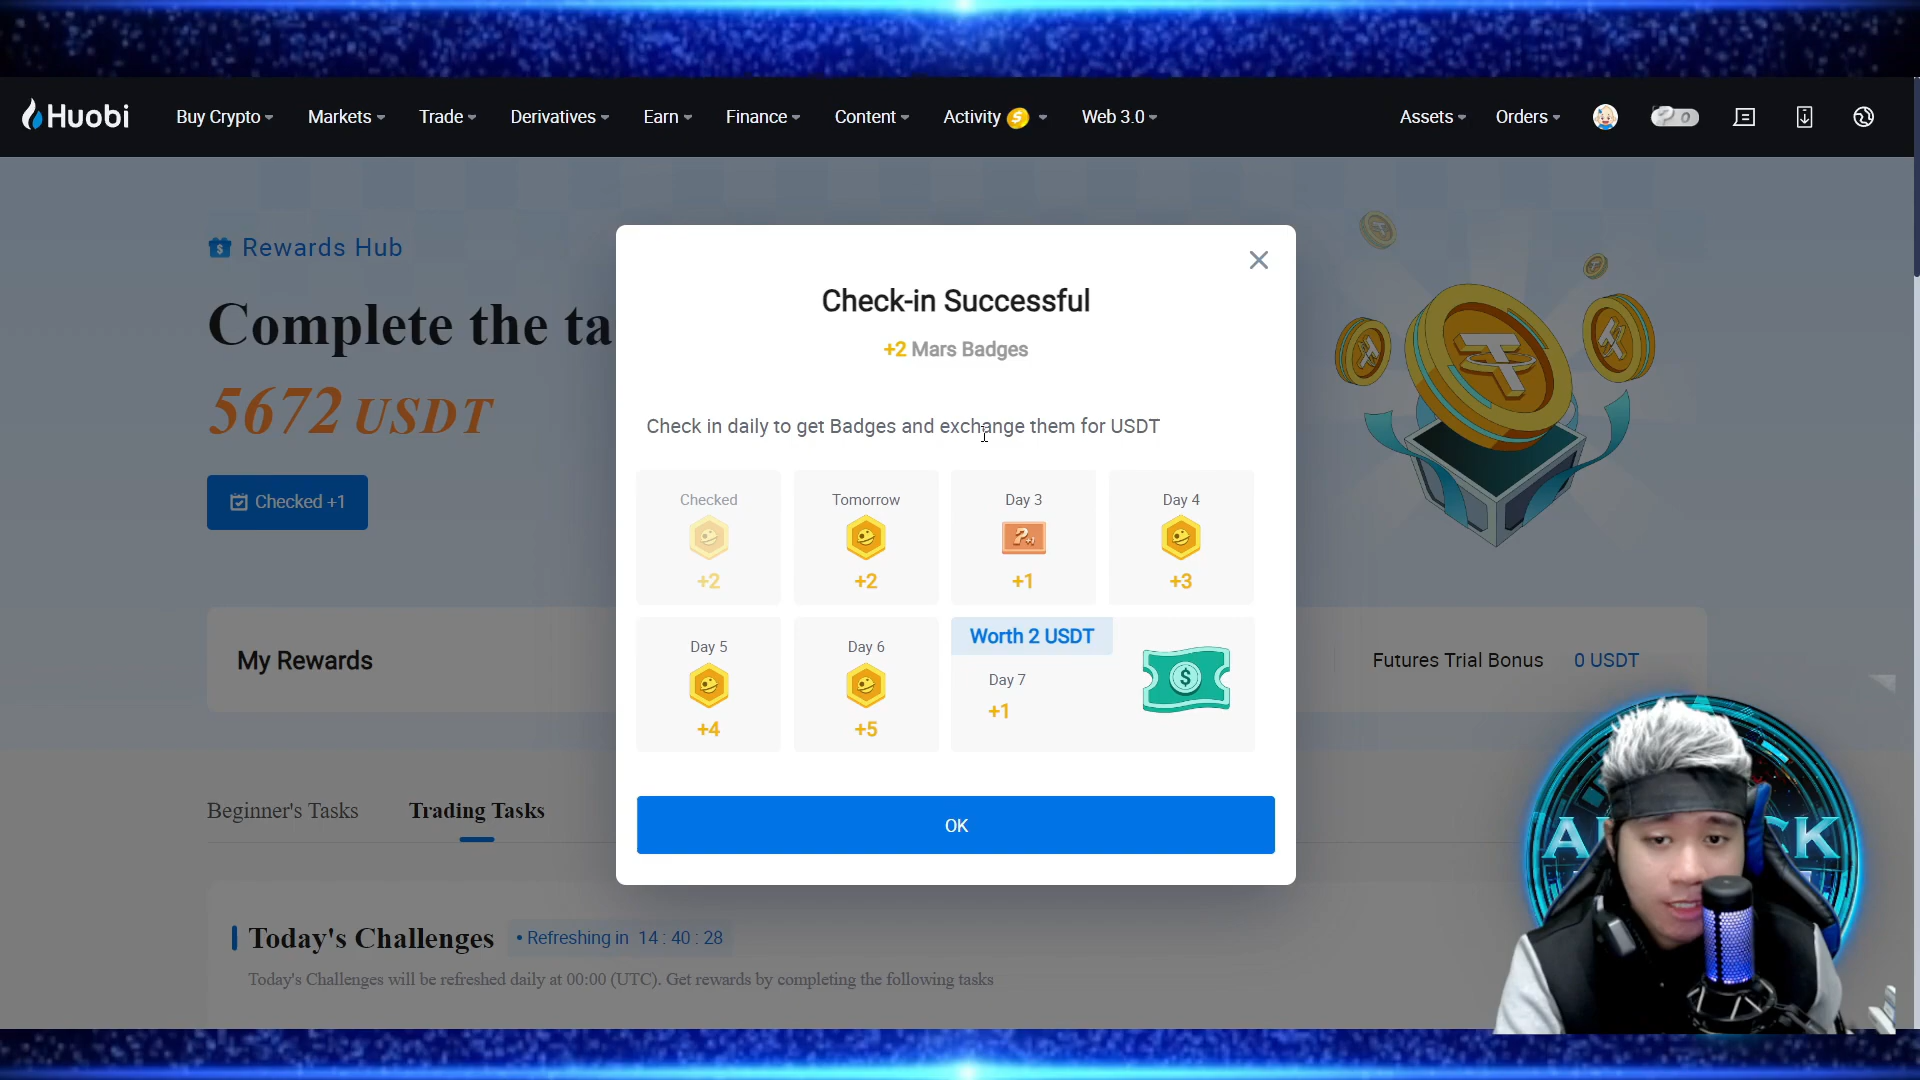 Huobi
Buy Crypto
Markets
Trade
Derivatives
Earn
Finance
Content
Activity
Web 3.0
Assets
Orders
0
Rewards Hub
Complete the ta
5672 USDT
Checked +1
My Rewards
Futures Trial Bonus 0 USDT
Check-in Successful
+2 Mars Badges
Check in daily to get Badges and exchange them for USDT
Checked
+2
Tomorrow
+2
Day 3
+1
Day 4
+3
Day 5
+4
Day 6
+5
Worth 2 USDT
Day 7
+1
OK
Beginner's Tasks
Trading Tasks
Today's Challenges
• Refreshing in 14 : 40 : 28
Today's Challenges will be refreshed daily at 00:00 (UTC). Get rewards by completing the following tasks